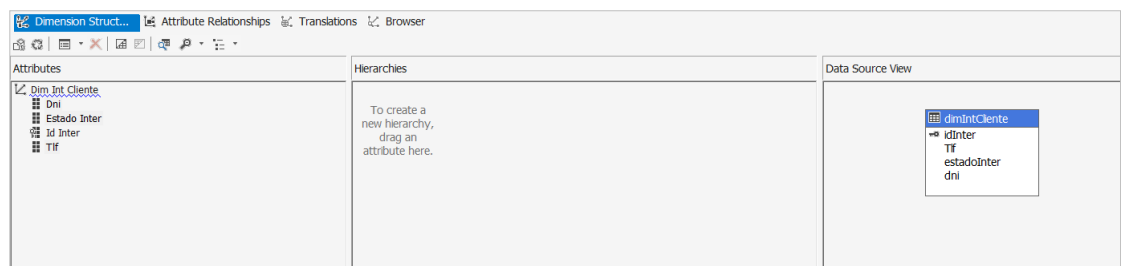 Dimension Struct... Attribute Relationships Translations Browser
Attributes
Dim Int Cliente
Dni
Estado Inter
Id Inter
Tlf
Hierarchies
To create a
new hierarchy,
drag an
attribute here.
Data Source View
dimIntCliente
idInter
Tlf
estadoInter
dni